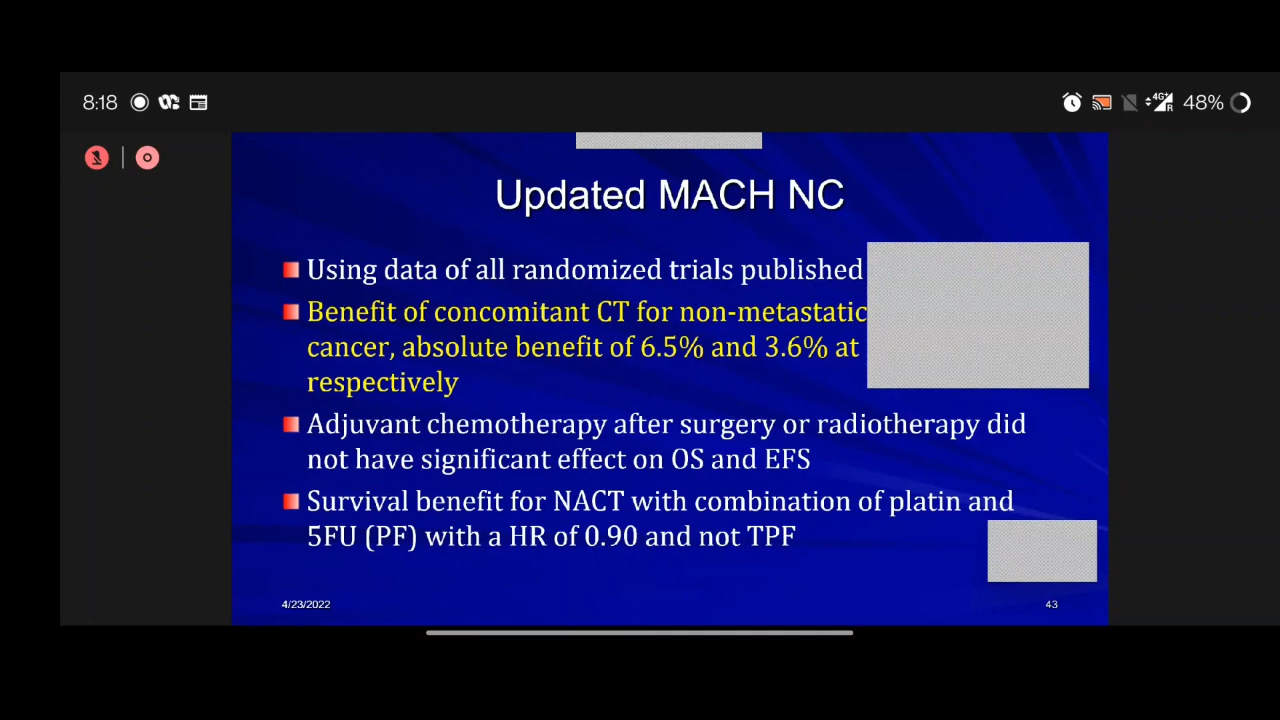 8:18
48%
4G+
R
Updated MACH NC
Using data of all randomized trials published
Benefit of concomitant CT for non-metastatic
cancer, absolute benefit of 6.5% and 3.6% at
respectively
Adjuvant chemotherapy after surgery or radiotherapy did
not have significant effect on OS and EFS
Survival benefit for NACT with combination of platin and
5FU (PF) with a HR of 0.90 and not TPF
4/23/2022
43